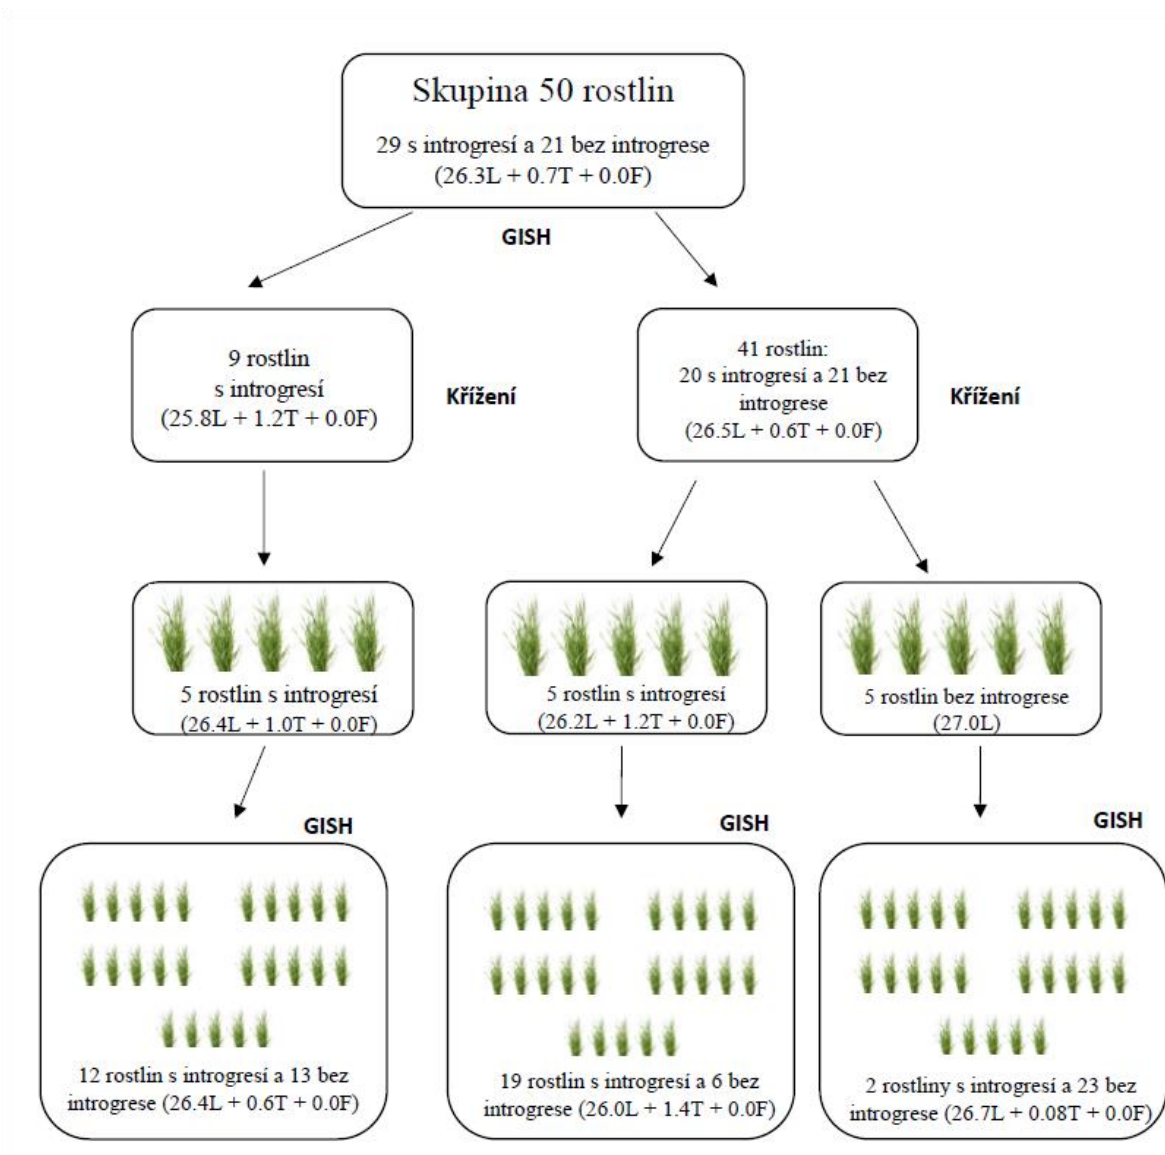 Skupina 50 rostlin
29 s introgresí a 21 bez introgrese
(26.3L + 0.7T + 0.0F)
GISH
9 rostlin
s introgresí
(25.8L + 1.2T + 0.0F)
Křížení
41 rostlin:
20 s introgresí a 21 bez
introgrese
(26.5L + 0.6T + 0.0F)
Křížení
5 rostlin s introgresí
(26.4L + 1.0T + 0.0F)
5 rostlin s introgresí
(26.2L + 1.2T + 0.0F)
5 rostlin bez introgrese
(27.0L)
GISH
12 rostlin s introgresí a 13 bez
introgrese (26.4L + 0.6T + 0.0F)
GISH
19 rostlin s introgresí a 6 bez
introgrese (26.0L + 1.4T + 0.0F)
GISH
2 rostliny s introgresí a 23 bez
introgrese (26.7L + 0.08T + 0.0F)